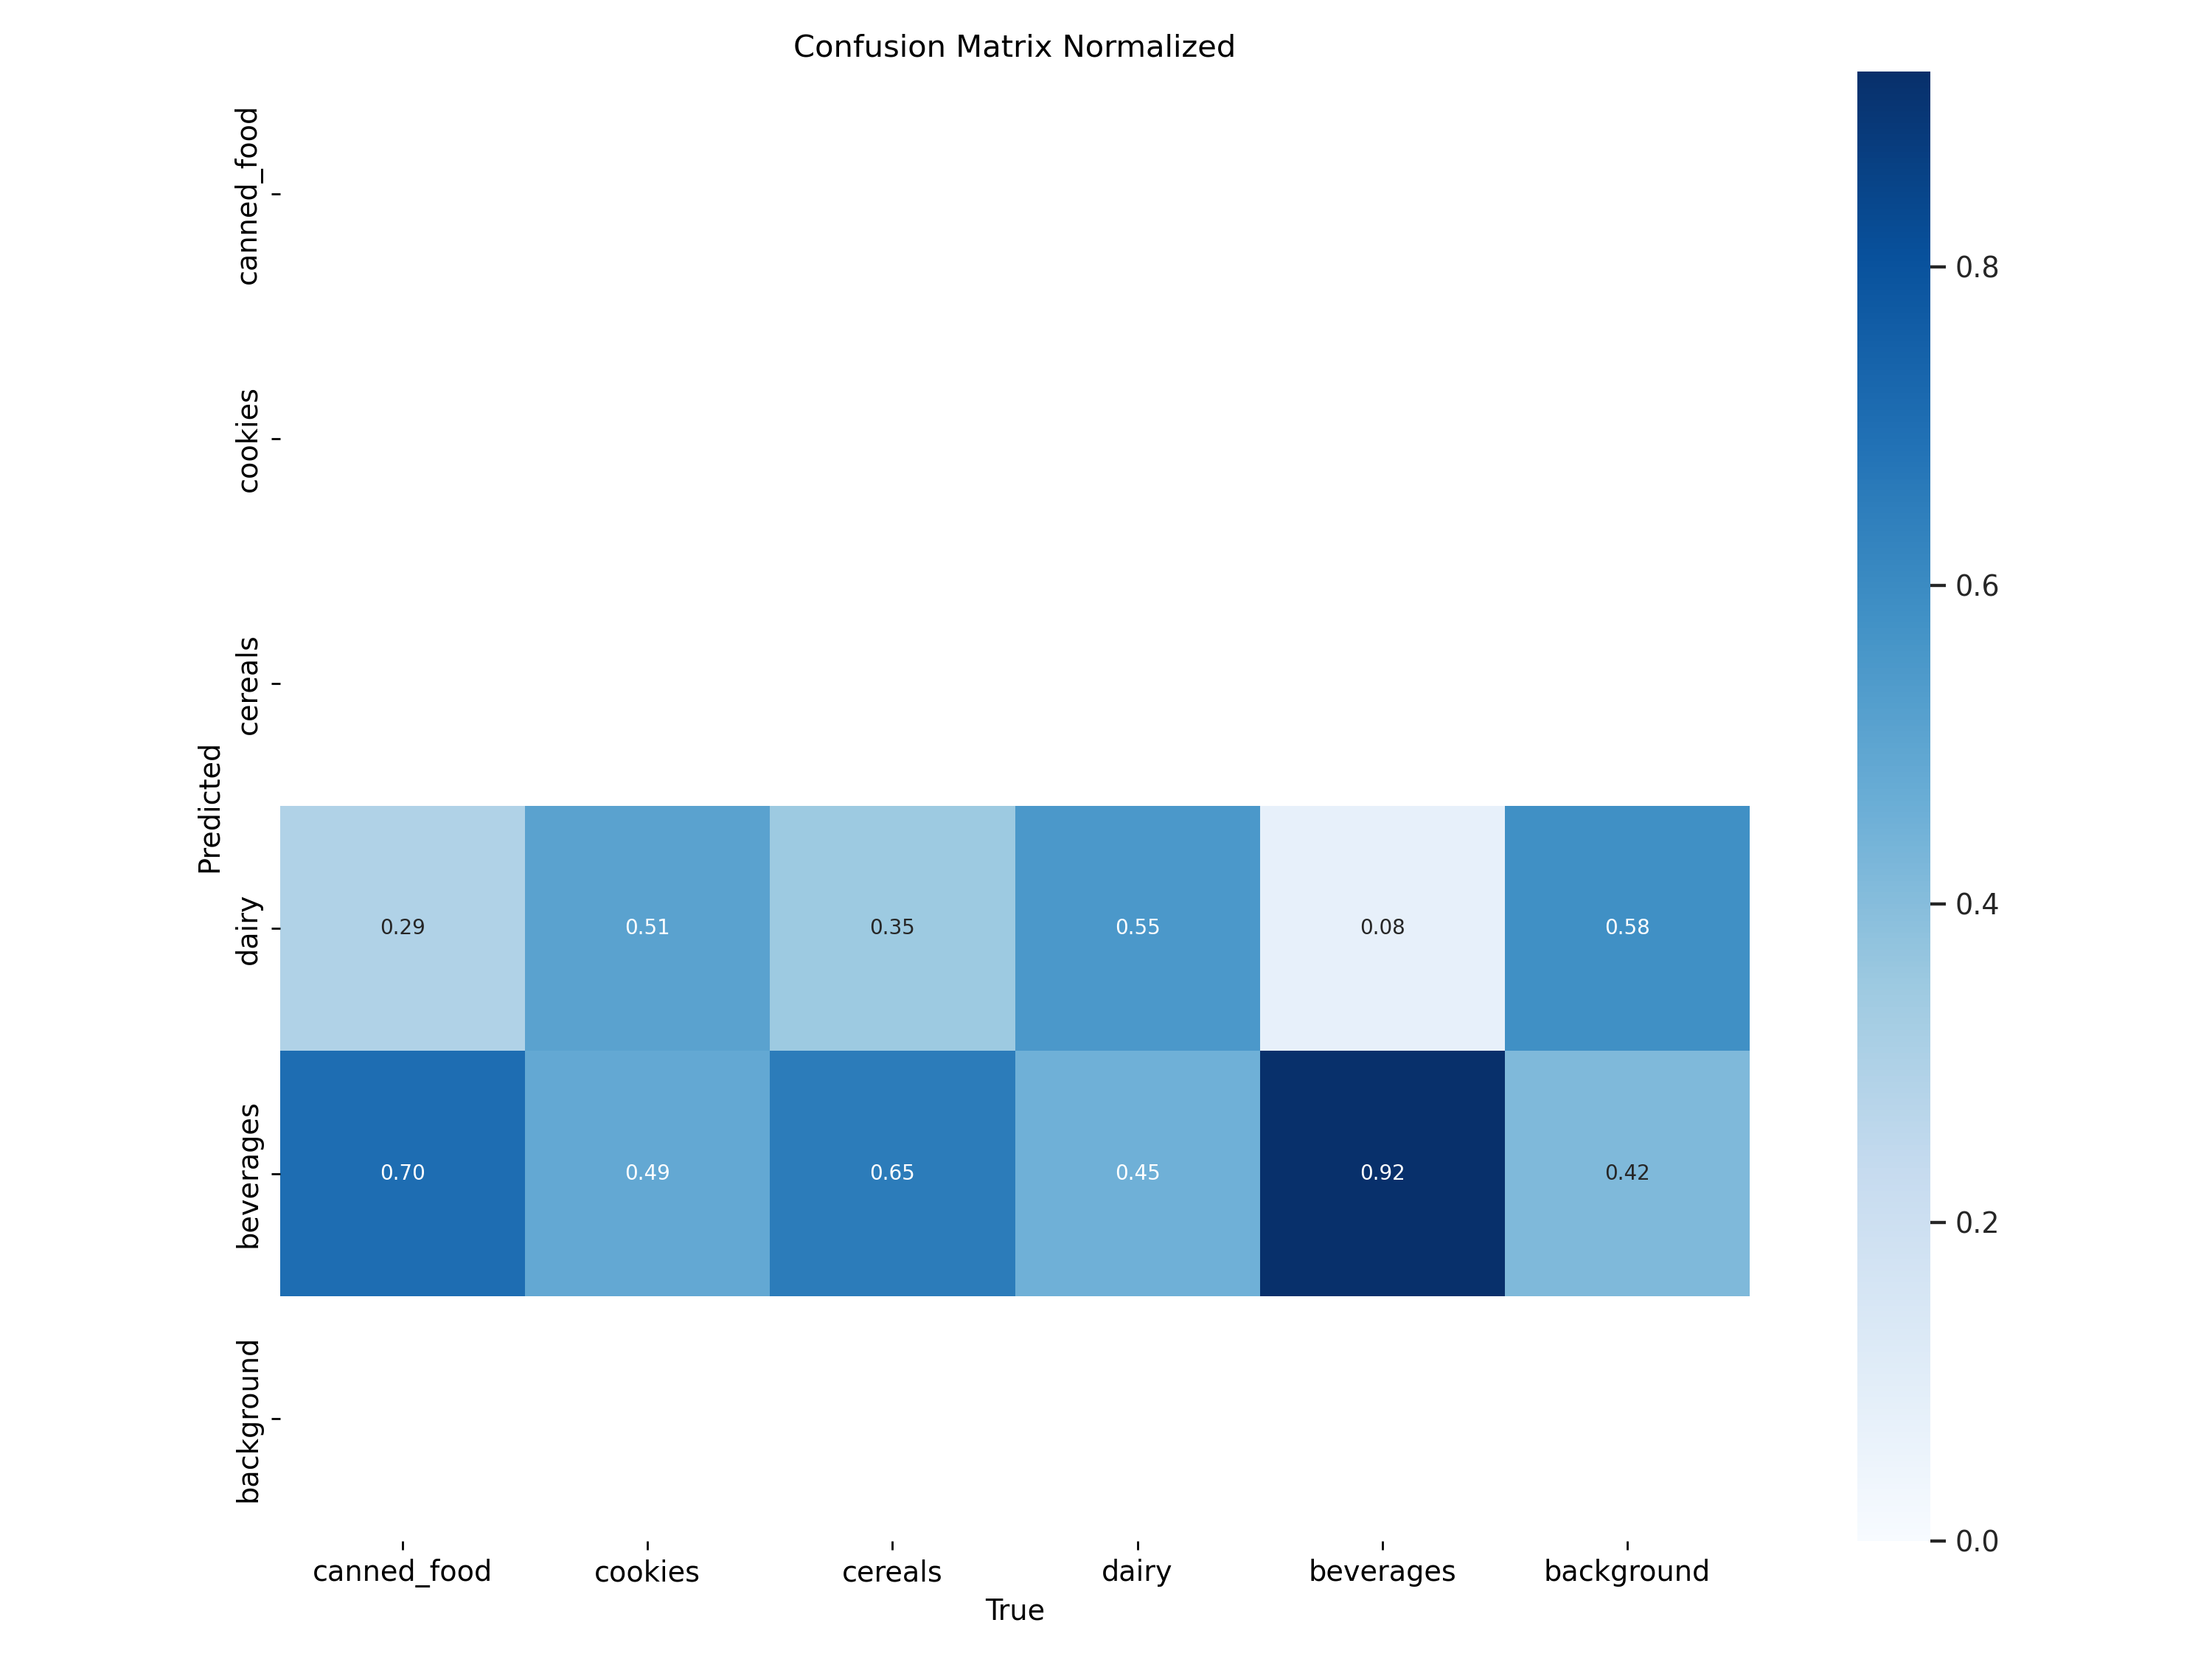 Confusion Matrix Normalized
Predicted
canned_food
cookies
cereals
dairy
beverages
background
0.29 0.51 0.35 0.55 0.08 0.58
0.70 0.49 0.65 0.45 0.92 0.42
canned_food cookies cereals dairy beverages background
True
0.8
0.6
0.4
0.2
0.0